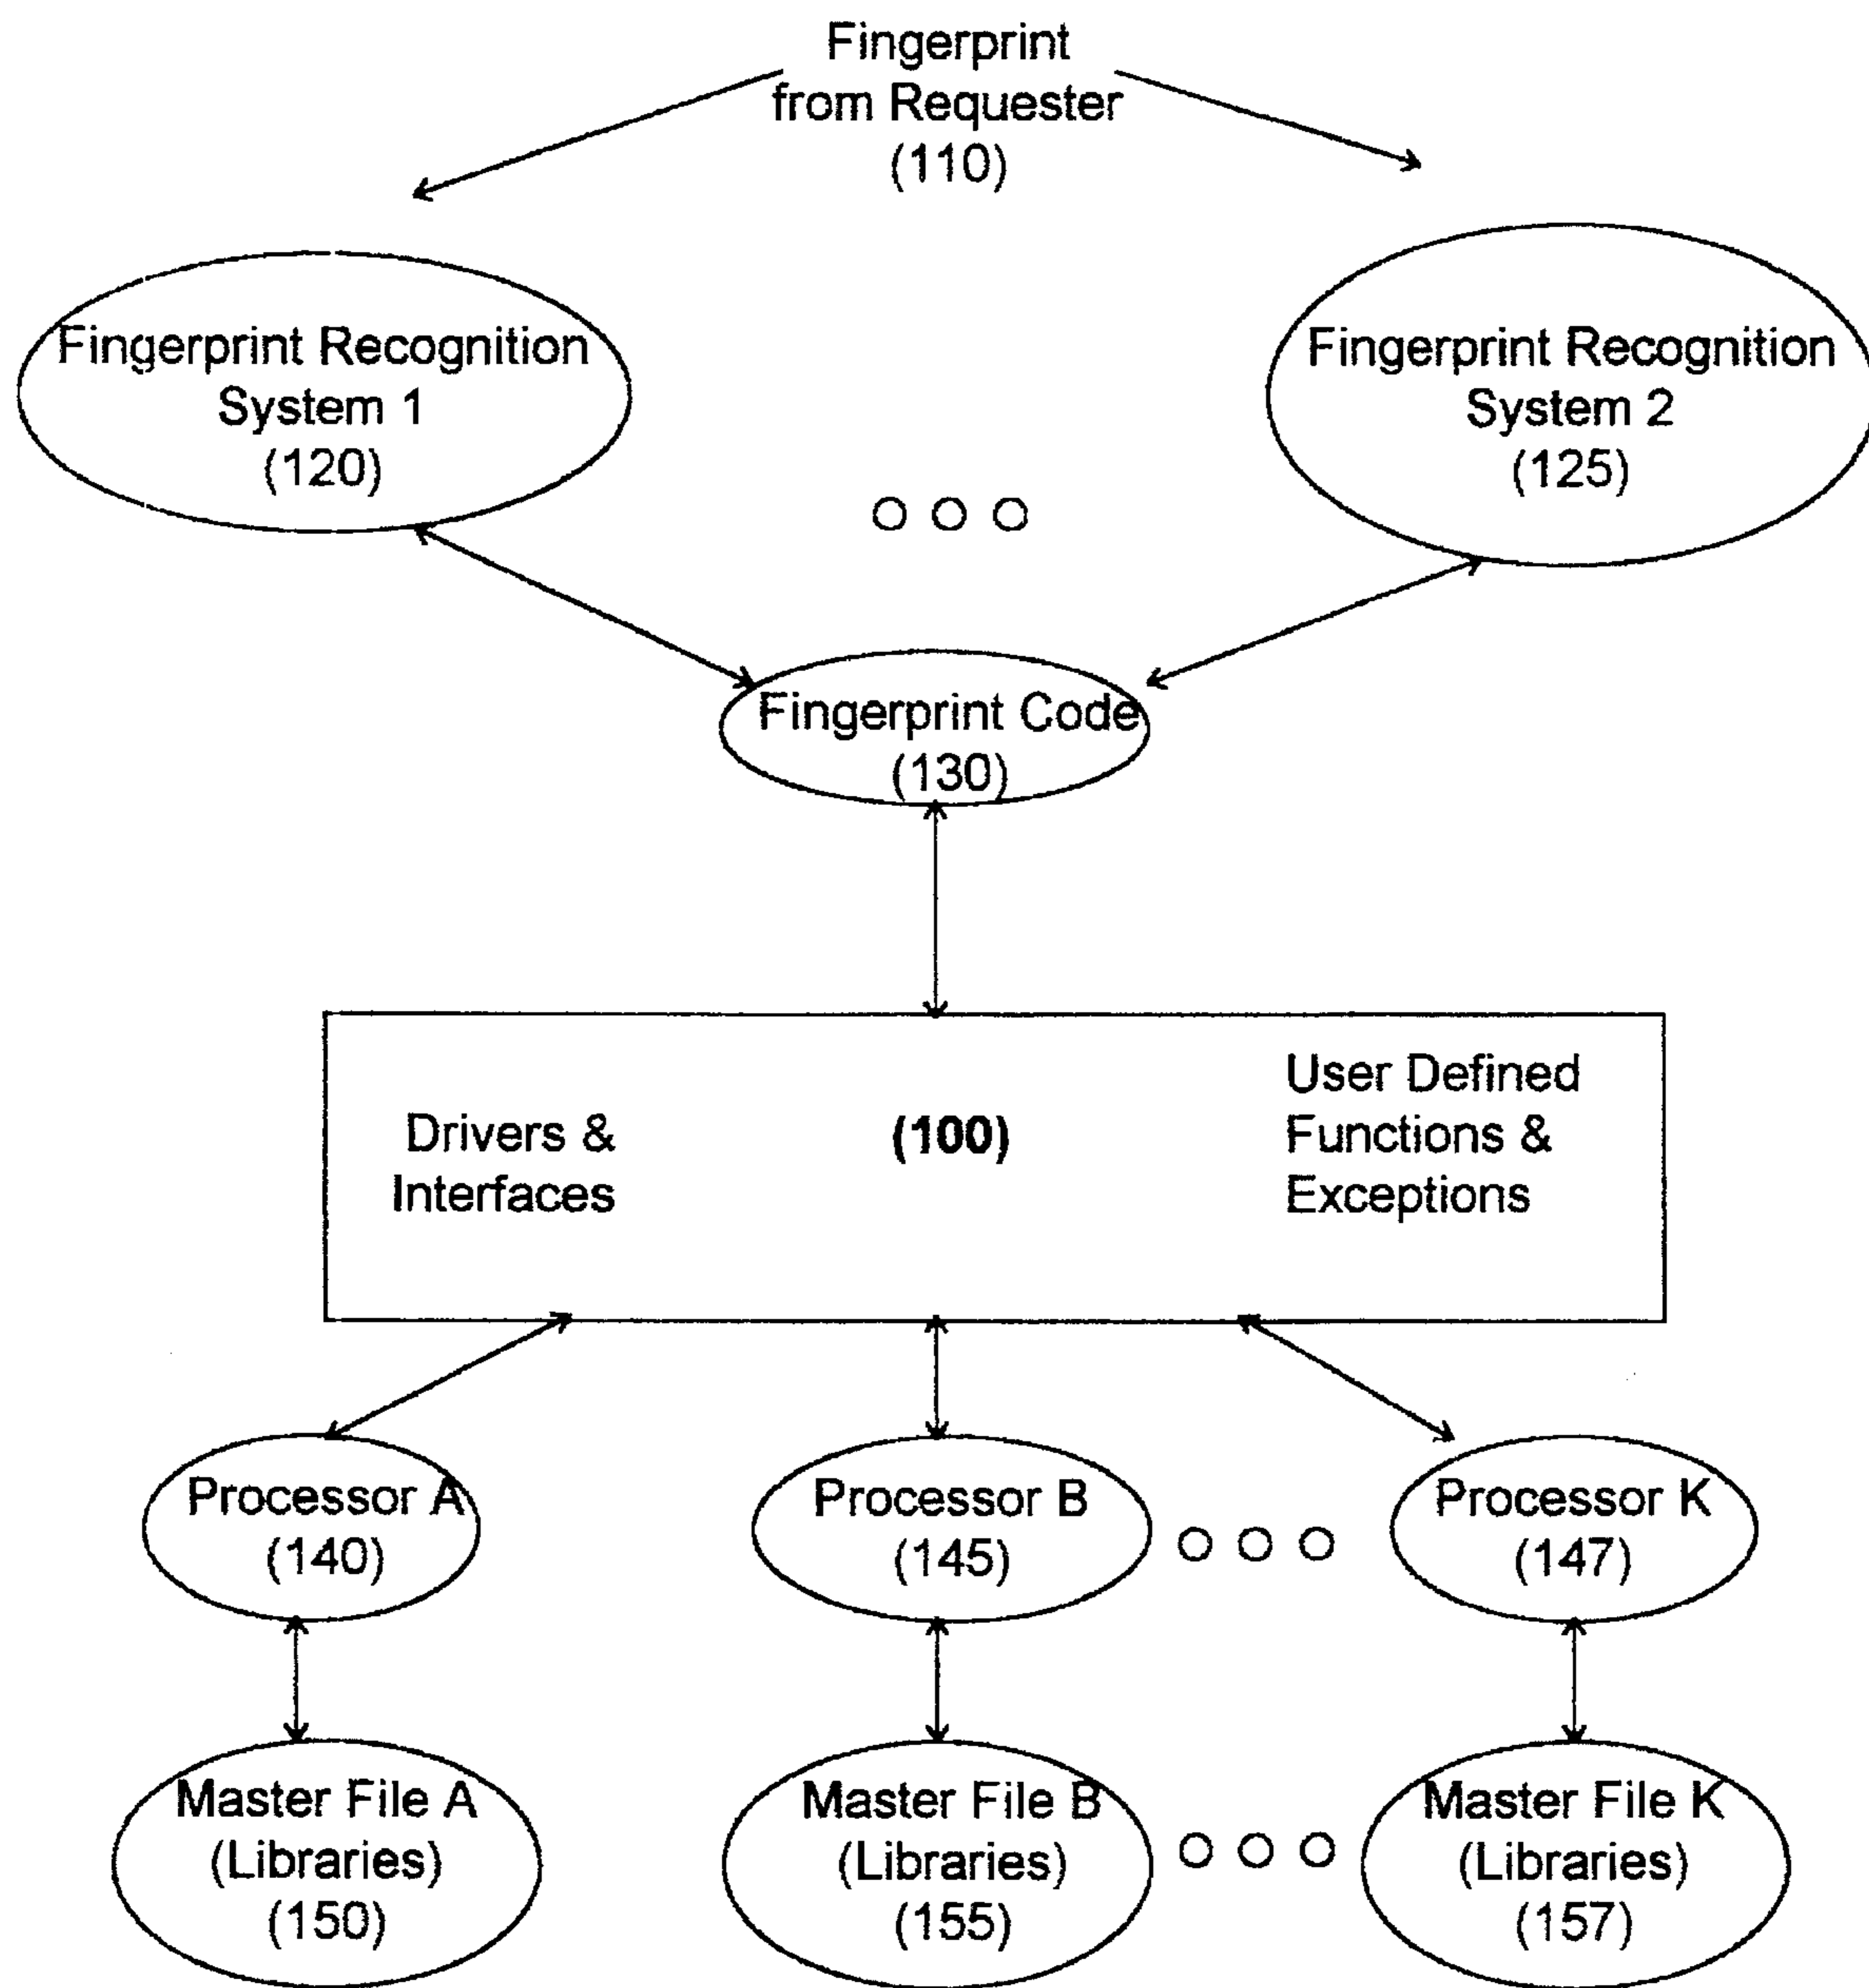 Fingerprint
from Requester
(110)
Fingerprint Recognition
System 1
(120)
Fingerprint Recognition
System 2
(125)
Fingerprint Code
(130)
Drivers &
Interfaces
(100)
User Defined
Functions &
Exceptions
Processor A
(140)
Processor B
(145)
Processor K
(147)
Master File A
(Libraries)
(150)
Master File B
(Libraries)
(155)
Master File K
(Libraries)
(157)